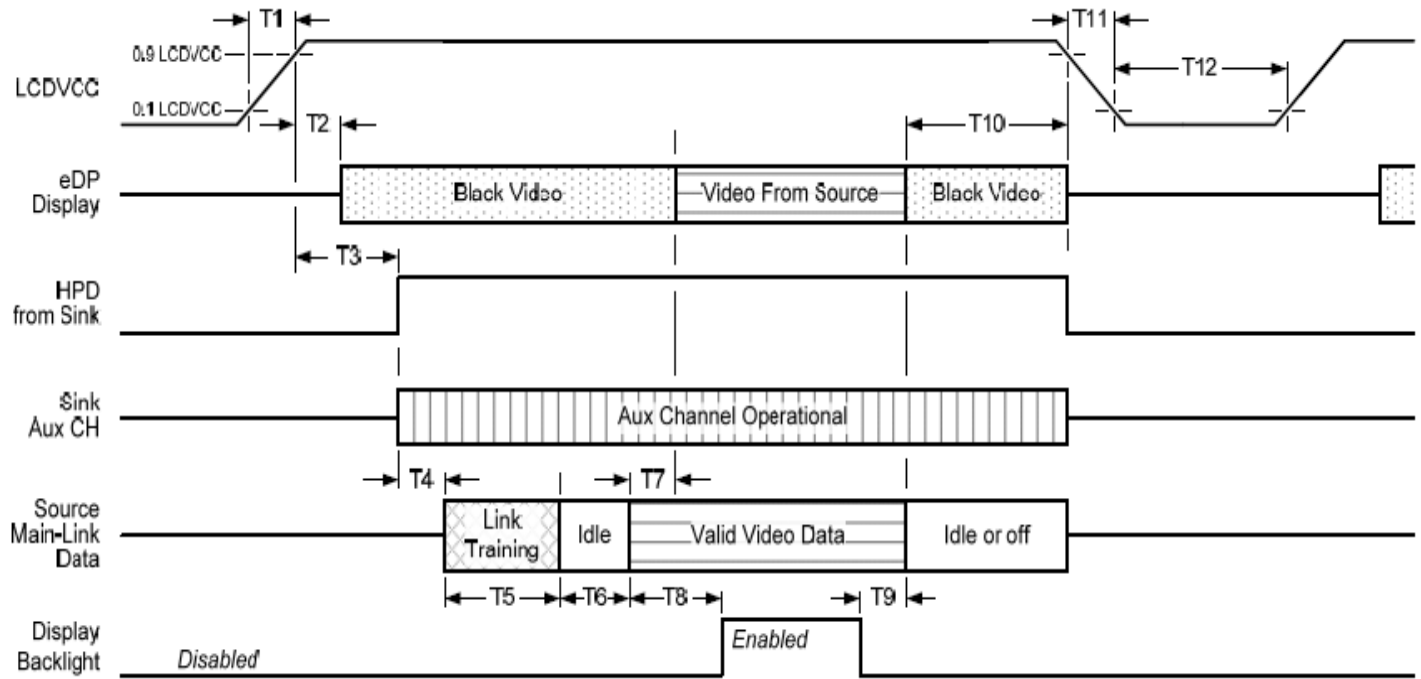 T1
T11
0.9 LCDVCC
T12
LCDVCC
0.1 LCDVCC
T2
T10
eDP
Display
Black Video
Video From Source
Black Video
T3
HPD
from Sink
Sink
Aux CH
Aux Channel Operational
T4
T7
Source
Main-Link
Data
Link
Training
Idle
Valid Video Data
Idle or off
T5
T6
T8
T9
Display
Backlight
Disabled
Enabled